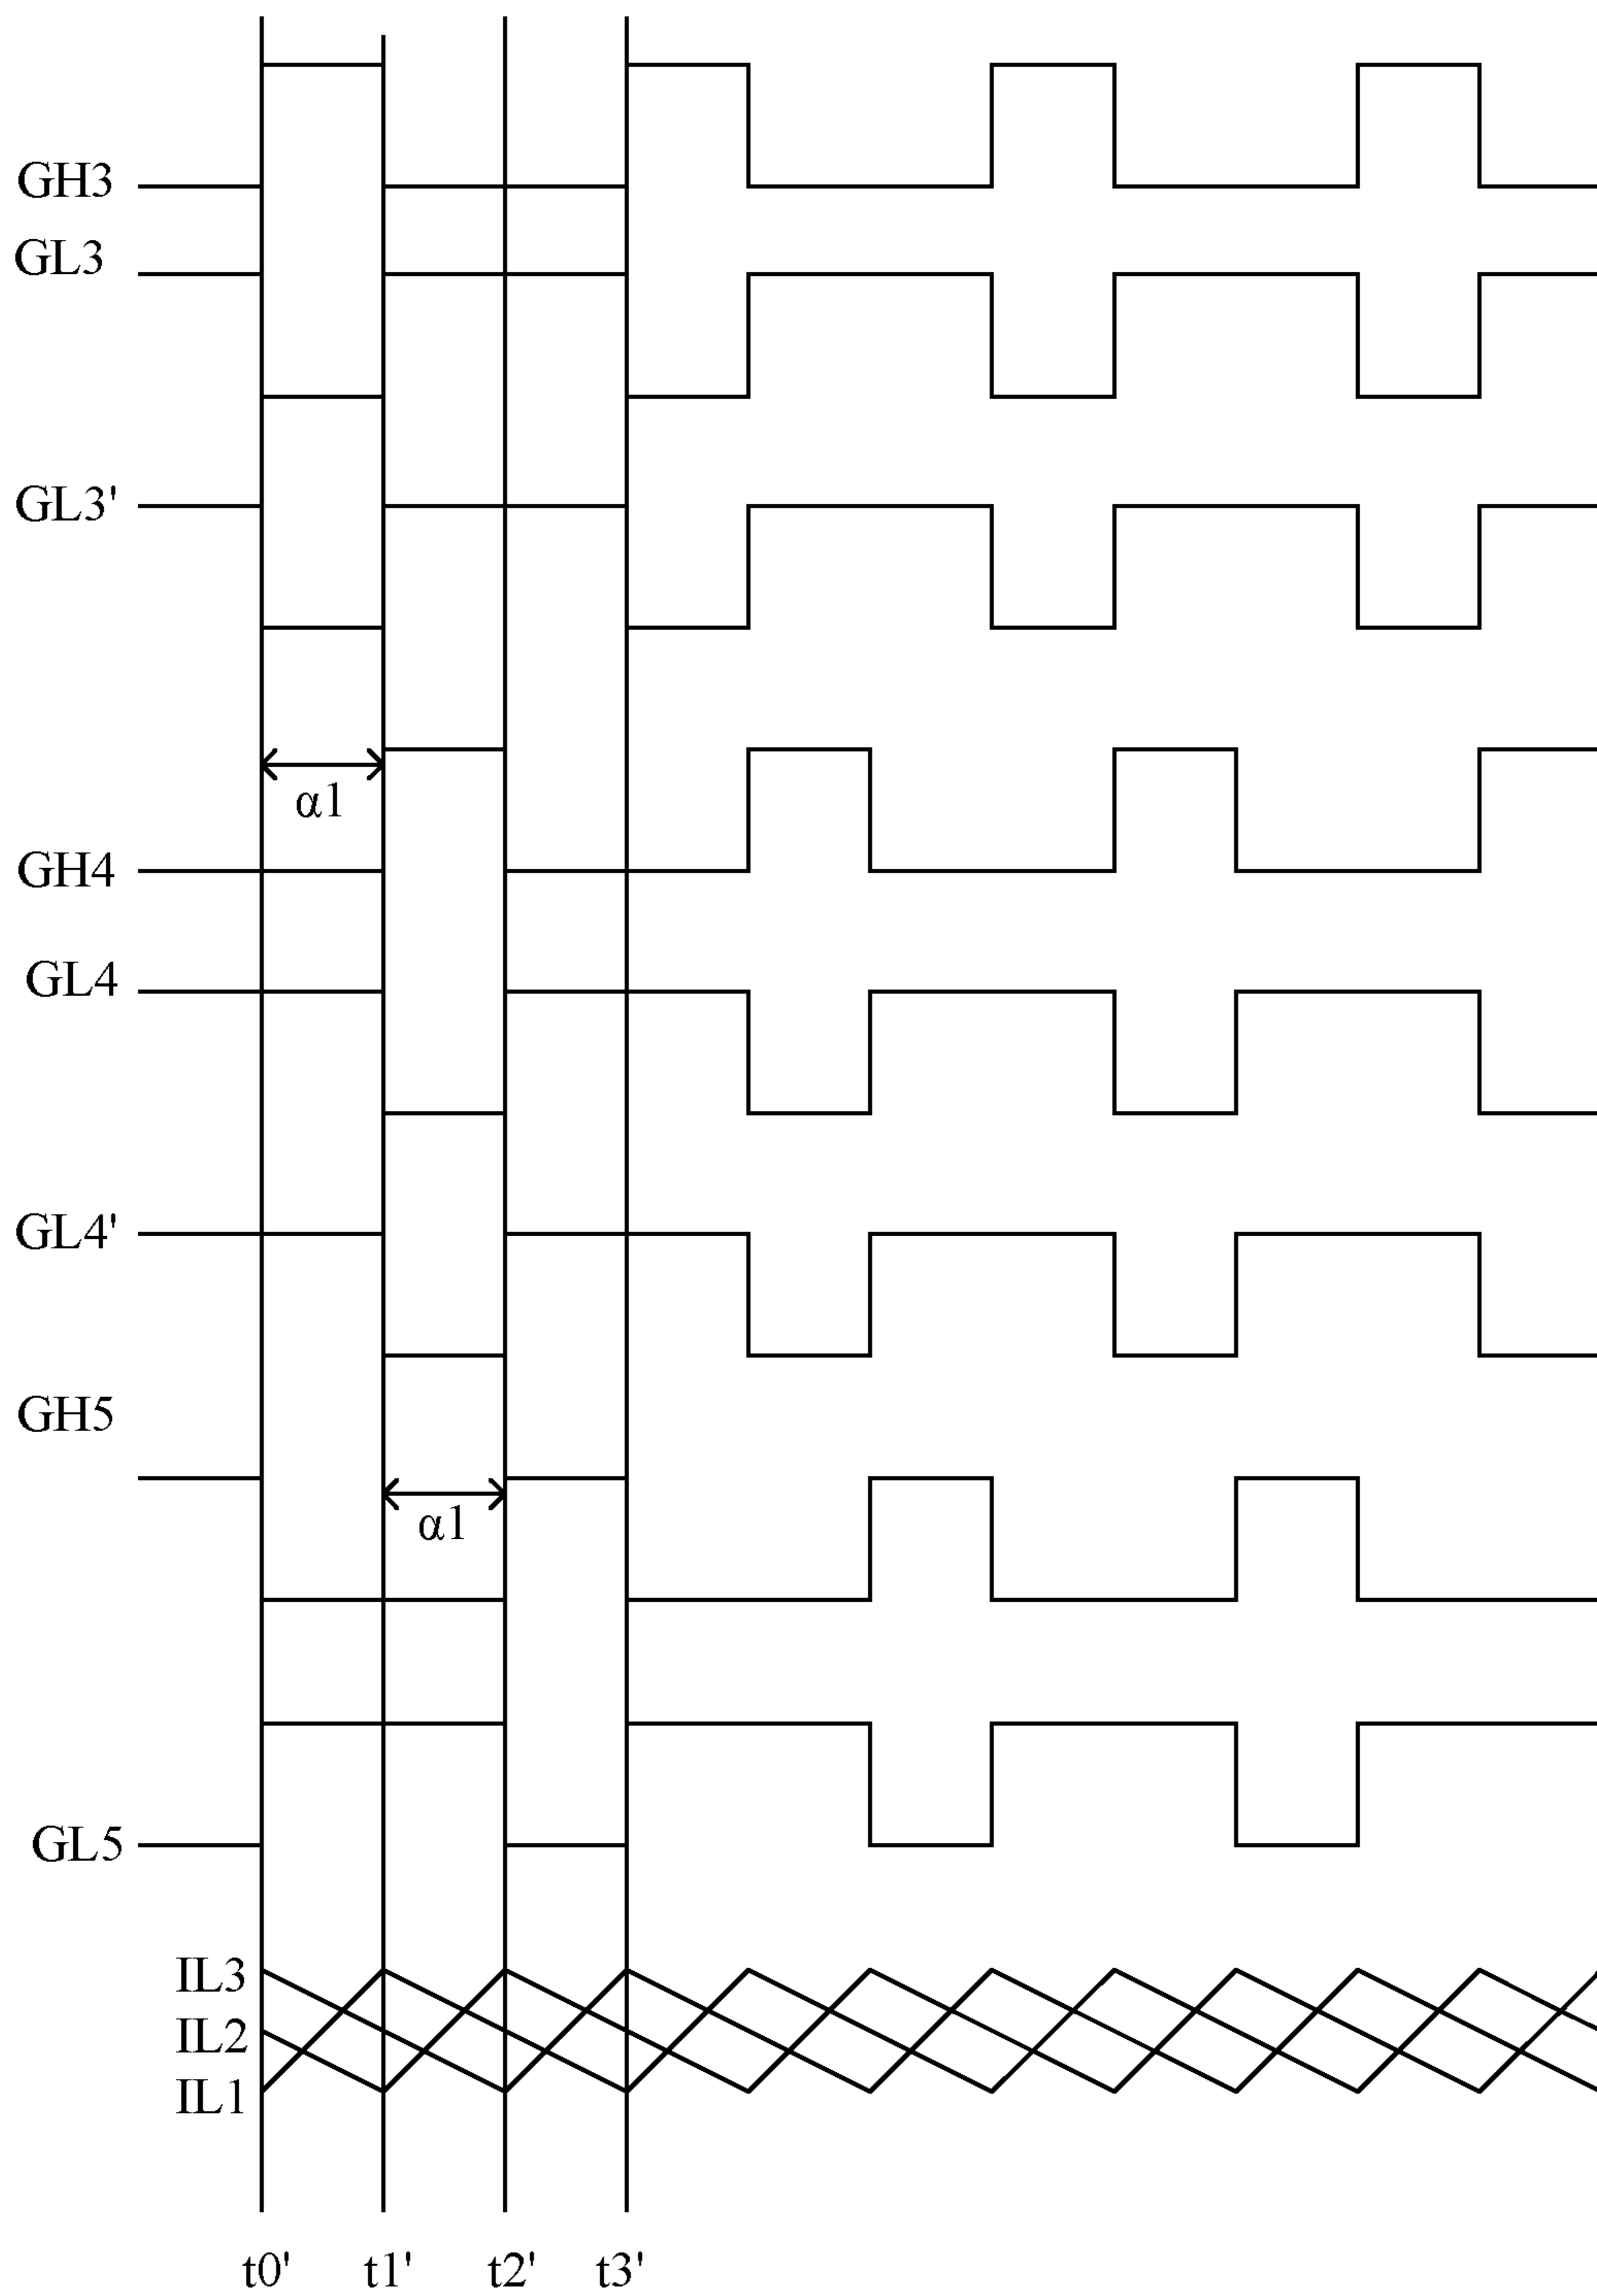 GH3
GL3
GL3'
α1
GH4
GL4
GL4'
GH5
α1
GL5
IL3
IL2
IL1
t0' t1' t2' t3'